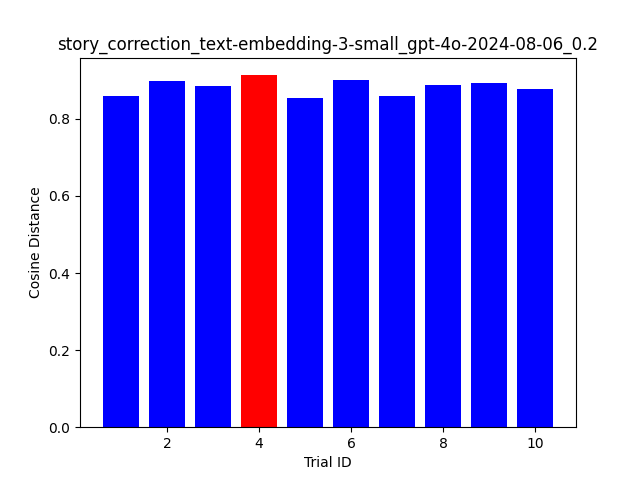 story_correction_text-embedding-3-small_gpt-4o-2024-08-06_0.2
Cosine Distance
0.8
0.6
0.4
0.2
0.0
2 4 6 8 10
Trial ID